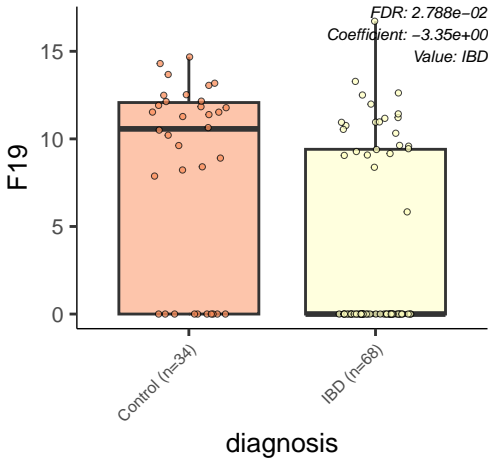 FDR: 2.788e−02
Coefficient: −3.35e+00
Value: IBD
15
10
5
0
F19
Control (n=34)
IBD (n=68)
diagnosis